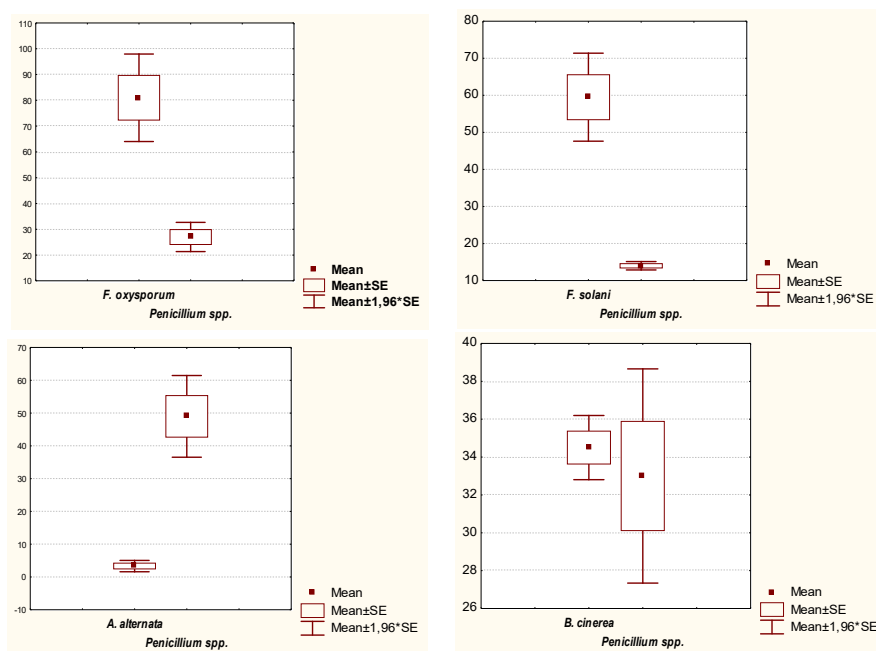 110
100
90
80
70
60
50
40
30
20
10
F. oxysporum
Penicillium spp.
Mean
Mean±SE
Mean±1,96*SE
80
70
60
50
40
30
20
10
F. solani
Penicillium spp.
Mean
Mean±SE
Mean±1,96*SE
70
60
50
40
30
20
10
0
-10
A. alternata
Penicillium spp.
Mean
Mean±SE
Mean±1,96*SE
40
38
36
34
32
30
28
26
B. cinerea
Penicillium spp.
Mean
Mean±SE
Mean±1,96*SE